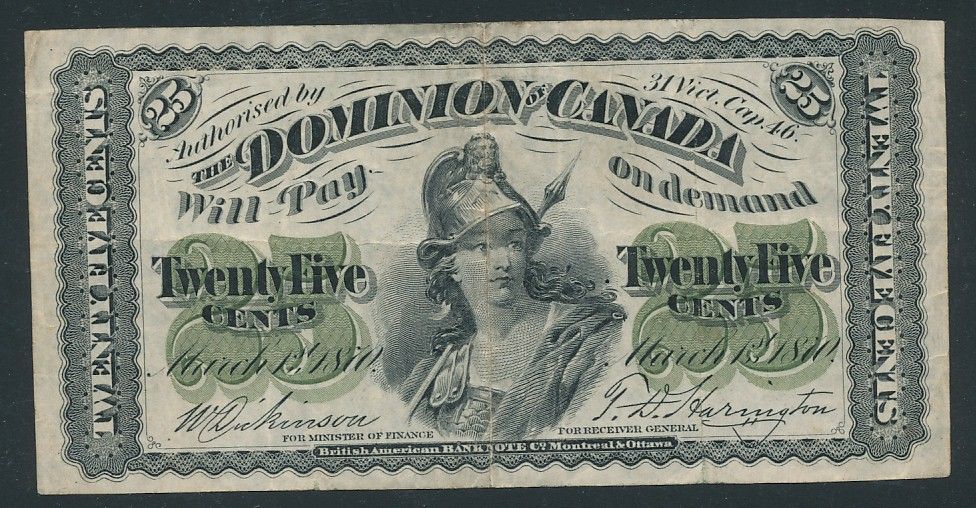 25
25
Authorised by
31 Vict. Cap. 46.
THE DOMINION OF CANADA
Will Pay
on demand
TWENTY FIVE CENTS
TWENTY FIVE CENTS
25
25
Twenty Five
CENTS
Twenty Five
CENTS
March 1st, 1870.
March 1st, 1870.
W Dickinson
T. D. Harington
FOR MINISTER OF FINANCE
FOR RECEIVER GENERAL
British American BANK NOTE Co. Montreal & Ottawa